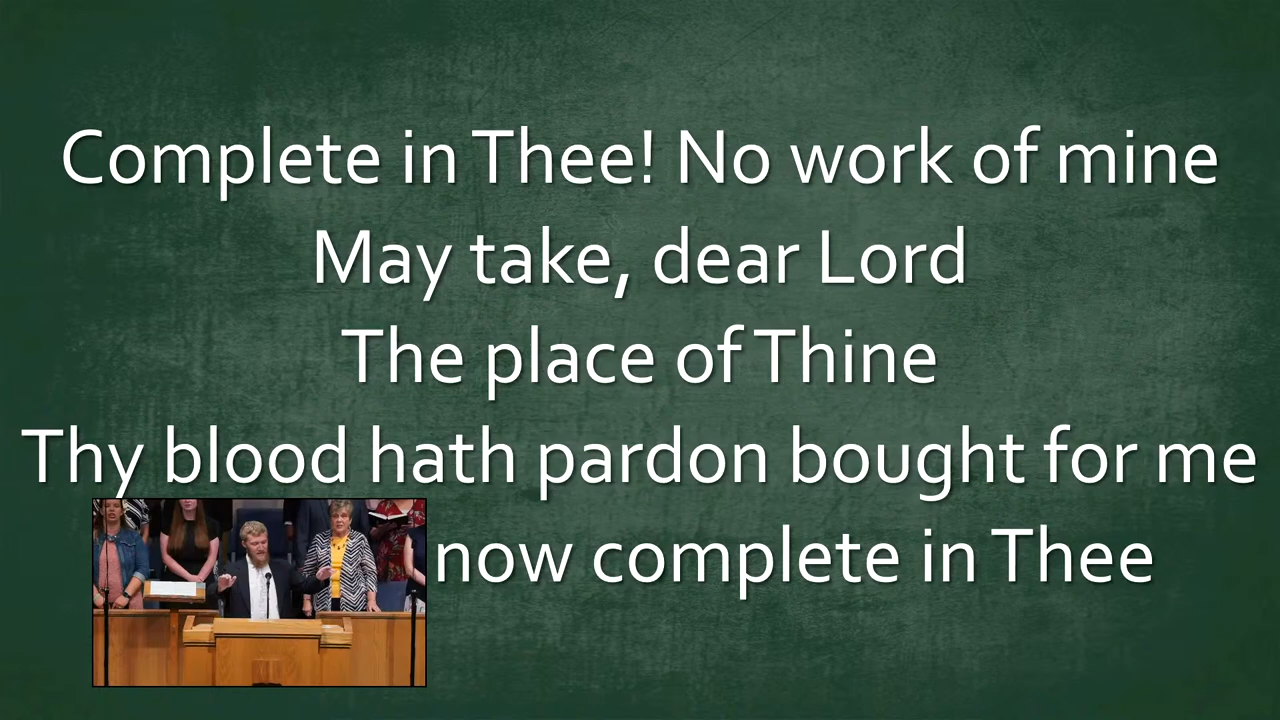 Complete in Thee! No work of mine
May take, dear Lord
The place of Thine
Thy blood hath pardon bought for me
now complete in Thee